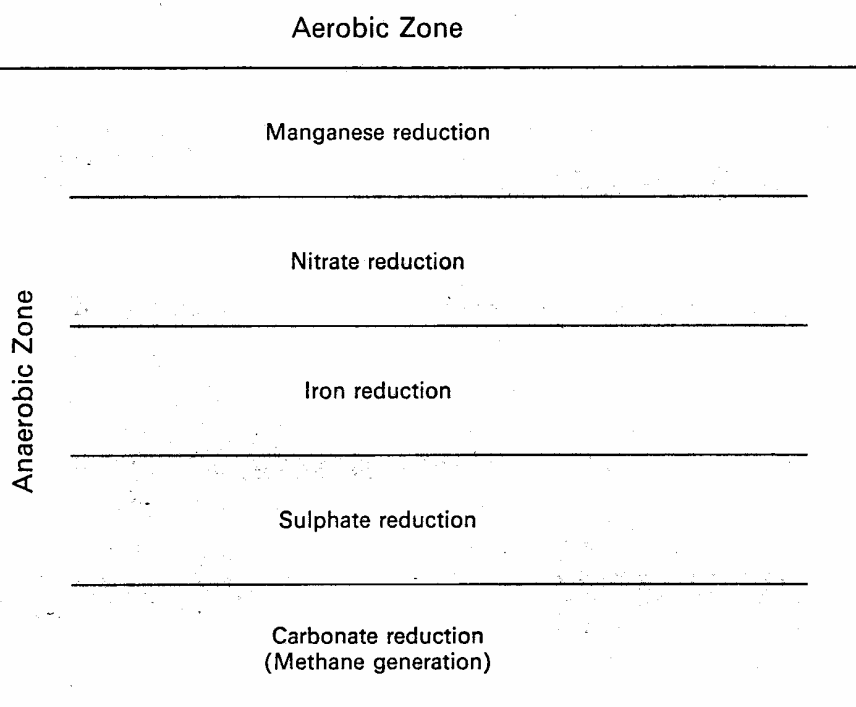 Aerobic Zone
Manganese reduction
Nitrate reduction
Anaerobic Zone
Iron reduction
Sulphate reduction
Carbonate reduction
(Methane generation)